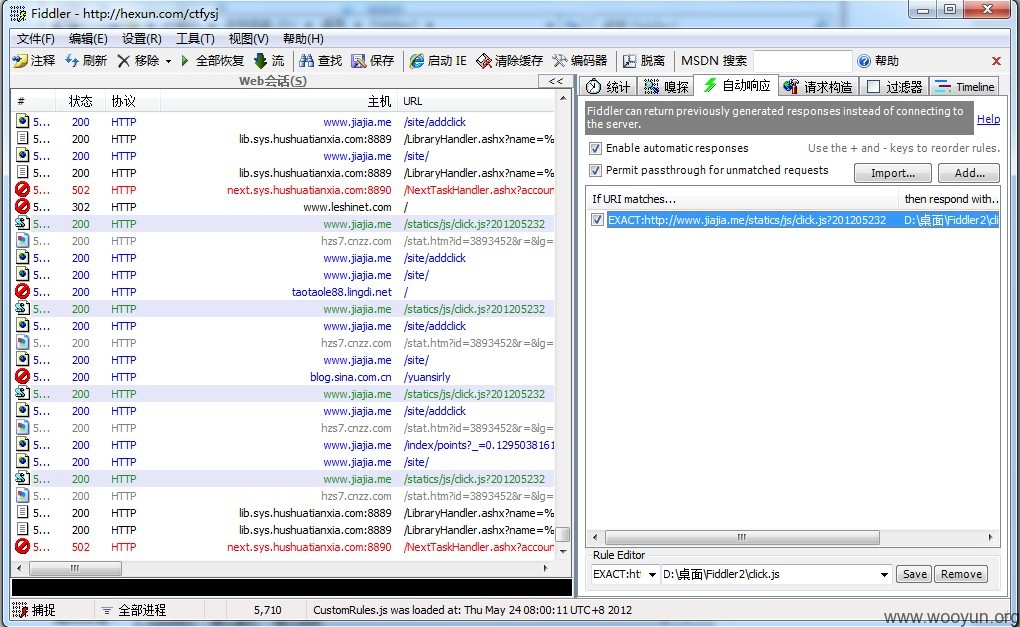 Fiddler - http://hexun.com/ctfysj
文件(F) 编辑(E) 设置(R) 工具(T) 视图(V) 帮助(H)
注释 刷新 移除 全部恢复 流 查找 保存 启动 IE 清除缓存 编码器 脱离 MSDN 搜索 帮助
Web会话(S) <<
# 状态 协议 主机 URL
5... 200 HTTP www.jiajia.me /site/addclick
5... 200 HTTP lib.sys.hushuatianxia.com:8889 /LibraryHandler.ashx?name=%
5... 200 HTTP www.jiajia.me /site/
5... 200 HTTP lib.sys.hushuatianxia.com:8889 /LibraryHandler.ashx?name=%
5... 502 HTTP next.sys.hushuatianxia.com:8890 /NextTaskHandler.ashx?accour
5... 302 HTTP www.leshinet.com /
5... 200 HTTP www.jiajia.me /statics/js/click.js?201205232
5... 200 HTTP hzs7.cnzz.com /stat.htm?id=3893452&r=&lg=
5... 200 HTTP www.jiajia.me /site/addclick
5... 200 HTTP www.jiajia.me /site/
5... 200 HTTP taotaole88.lingdi.net /
5... 200 HTTP www.jiajia.me /statics/js/click.js?201205232
5... 200 HTTP www.jiajia.me /site/addclick
5... 200 HTTP hzs7.cnzz.com /stat.htm?id=3893452&r=&lg=
5... 200 HTTP www.jiajia.me /site/
5... 200 HTTP blog.sina.com.cn /yuansirly
5... 200 HTTP www.jiajia.me /statics/js/click.js?201205232
5... 200 HTTP www.jiajia.me /site/addclick
5... 200 HTTP hzs7.cnzz.com /stat.htm?id=3893452&r=&lg=
5... 200 HTTP www.jiajia.me /index/points?_=0.1295038161
5... 200 HTTP www.jiajia.me /site/
5... 200 HTTP www.jiajia.me /statics/js/click.js?201205232
5... 200 HTTP hzs7.cnzz.com /stat.htm?id=3893452&r=&lg=
5... 200 HTTP lib.sys.hushuatianxia.com:8889 /LibraryHandler.ashx?name=%
5... 200 HTTP lib.sys.hushuatianxia.com:8889 /LibraryHandler.ashx?name=%
5... 502 HTTP next.sys.hushuatianxia.com:8890 /NextTaskHandler.ashx?accour
统计 嗅探 自动响应 请求构造 过滤器 Timeline
Fiddler can return previously generated responses instead of connecting to
the server.
Help
Enable automatic responses Use the + and - keys to reorder rules.
Permit passthrough for unmatched requests Import... Add...
If URI matches... then respond with..
EXACT:http://www.jiajia.me/statics/js/click.js?201205232 D:\桌面\Fiddler2\cli
Rule Editor
EXACT:htt D:\桌面\Fiddler2\click.js Save Remove
捕捉 全部进程 5,710 CustomRules.js was loaded at: Thu May 24 08:00:11 UTC+8 2012
www.wooyun.org